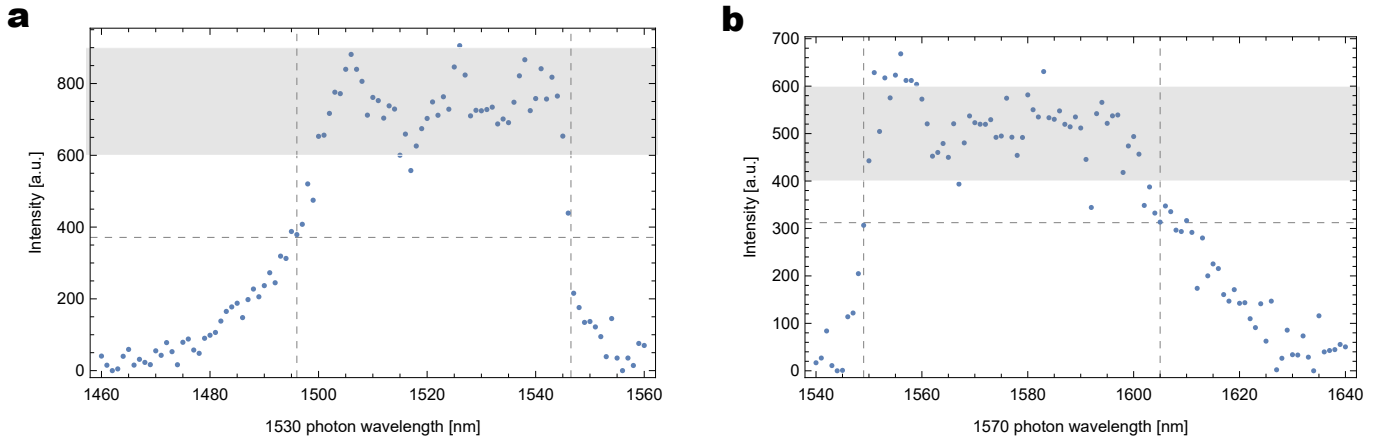 a
Intensity [a.u.]
800
600
400
200
0
1460 1480 1500 1520 1540 1560
1530 photon wavelength [nm]
b
Intensity [a.u.]
700
600
500
400
300
200
100
0
1540 1560 1580 1600 1620 1640
1570 photon wavelength [nm]